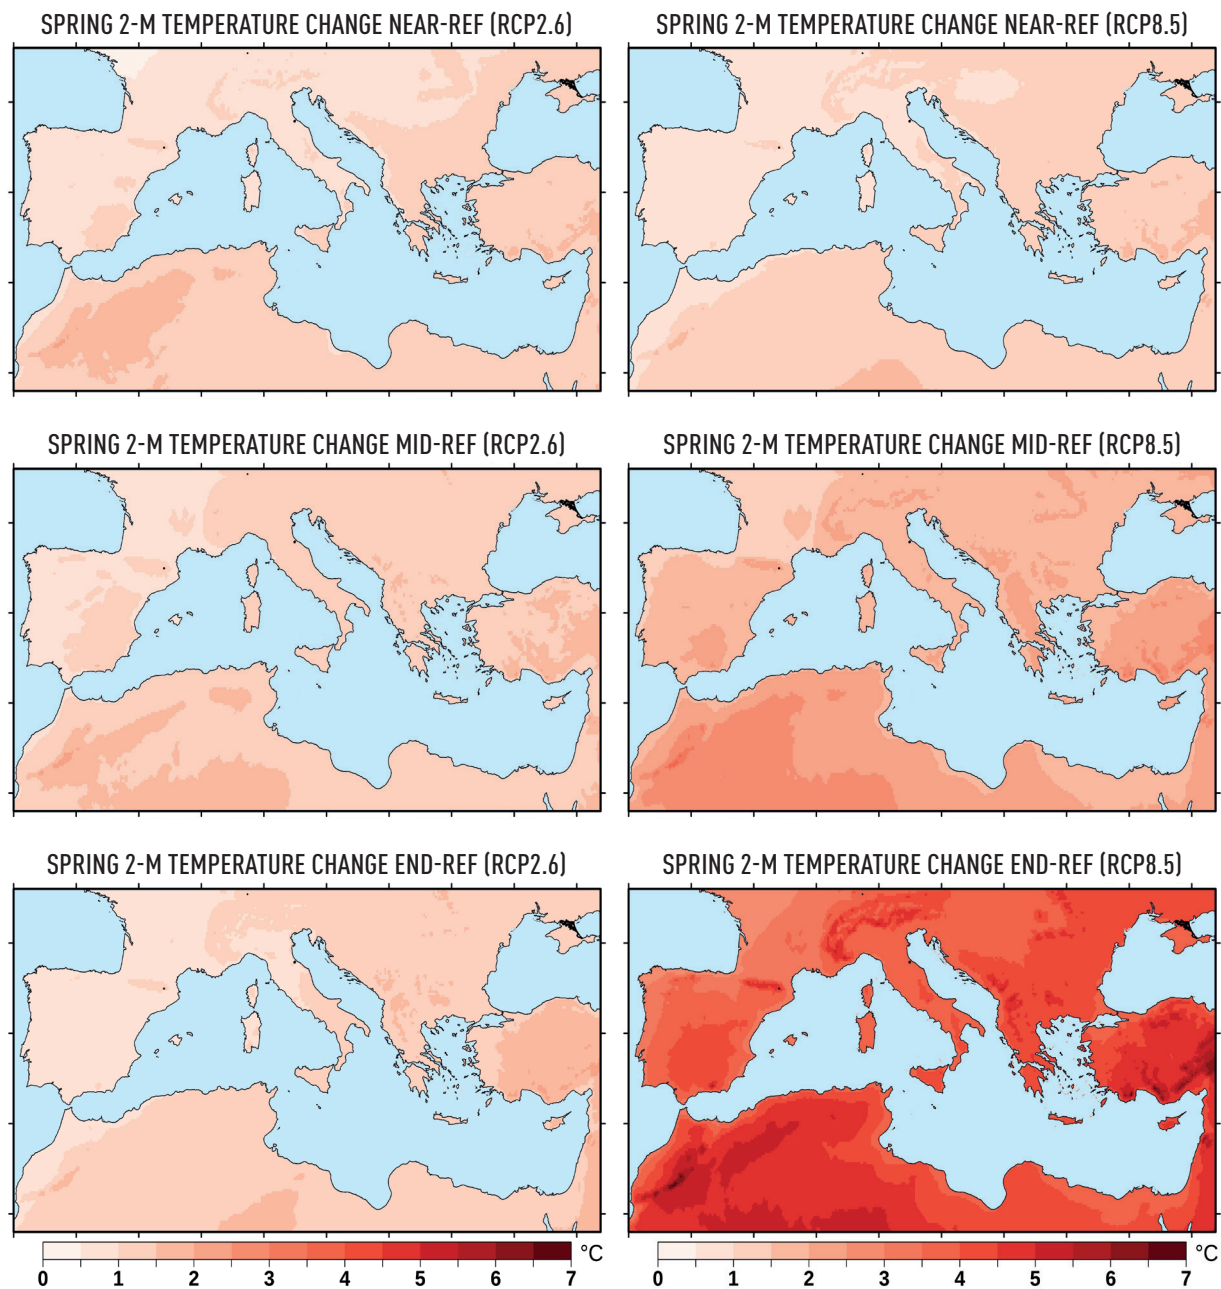 SPRING 2-M TEMPERATURE CHANGE NEAR-REF (RCP2.6)
SPRING 2-M TEMPERATURE CHANGE NEAR-REF (RCP8.5)
SPRING 2-M TEMPERATURE CHANGE MID-REF (RCP2.6)
SPRING 2-M TEMPERATURE CHANGE MID-REF (RCP8.5)
SPRING 2-M TEMPERATURE CHANGE END-REF (RCP2.6)
SPRING 2-M TEMPERATURE CHANGE END-REF (RCP8.5)
°C
0 1 2 3 4 5 6 7
°C
0 1 2 3 4 5 6 7